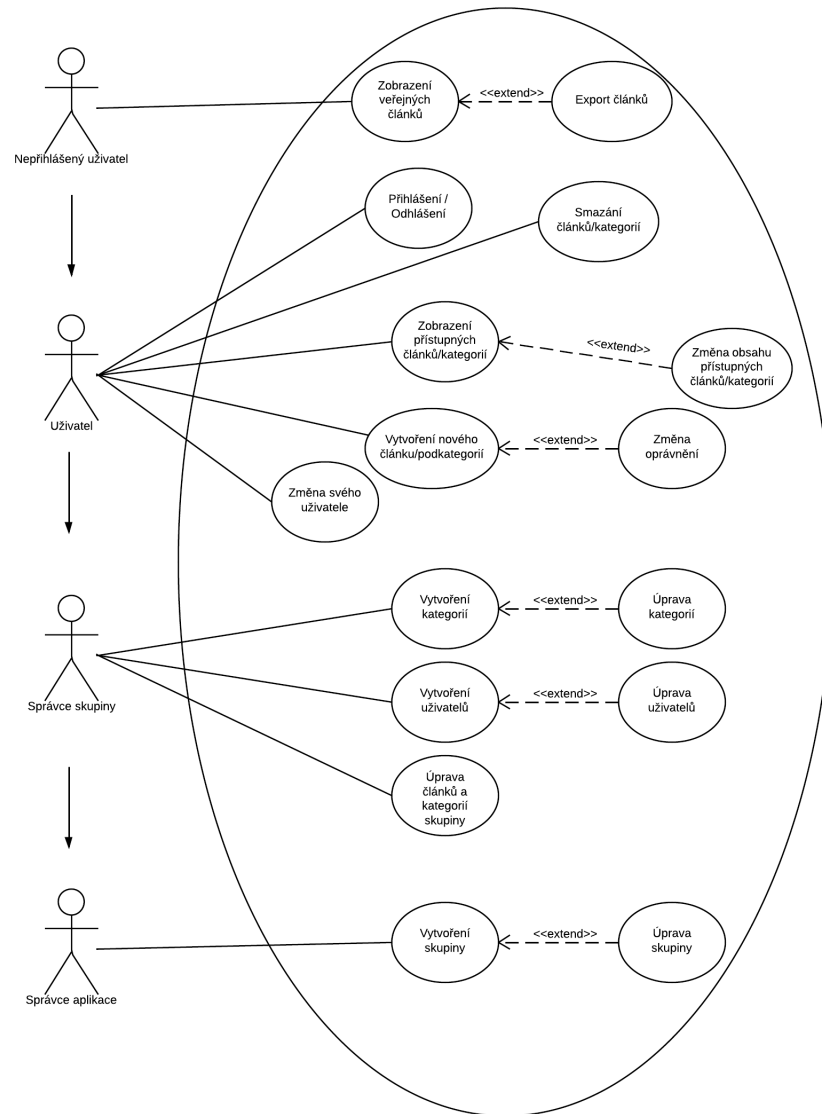 Zobrazení
veřejných
článků
<<extend>>
Export článků
Nepřihlášený uživatel
Přihlášení /
Odhlášení
Smazání
článků/kategorií
Zobrazení
přístupných
článků/kategorií
<<extend>>
Změna obsahu
přístupných
článků/kategorií
Uživatel
Vytvoření nového
článku/podkategorií
<<extend>>
Změna
oprávnění
Změna svého
uživatele
Vytvoření
kategorií
<<extend>>
Úprava
kategorií
Správce skupiny
Vytvoření
uživatelů
<<extend>>
Úprava
uživatelů
Úprava
článků a
kategorií
skupiny
Vytvoření
skupiny
<<extend>>
Úprava
skupiny
Správce aplikace